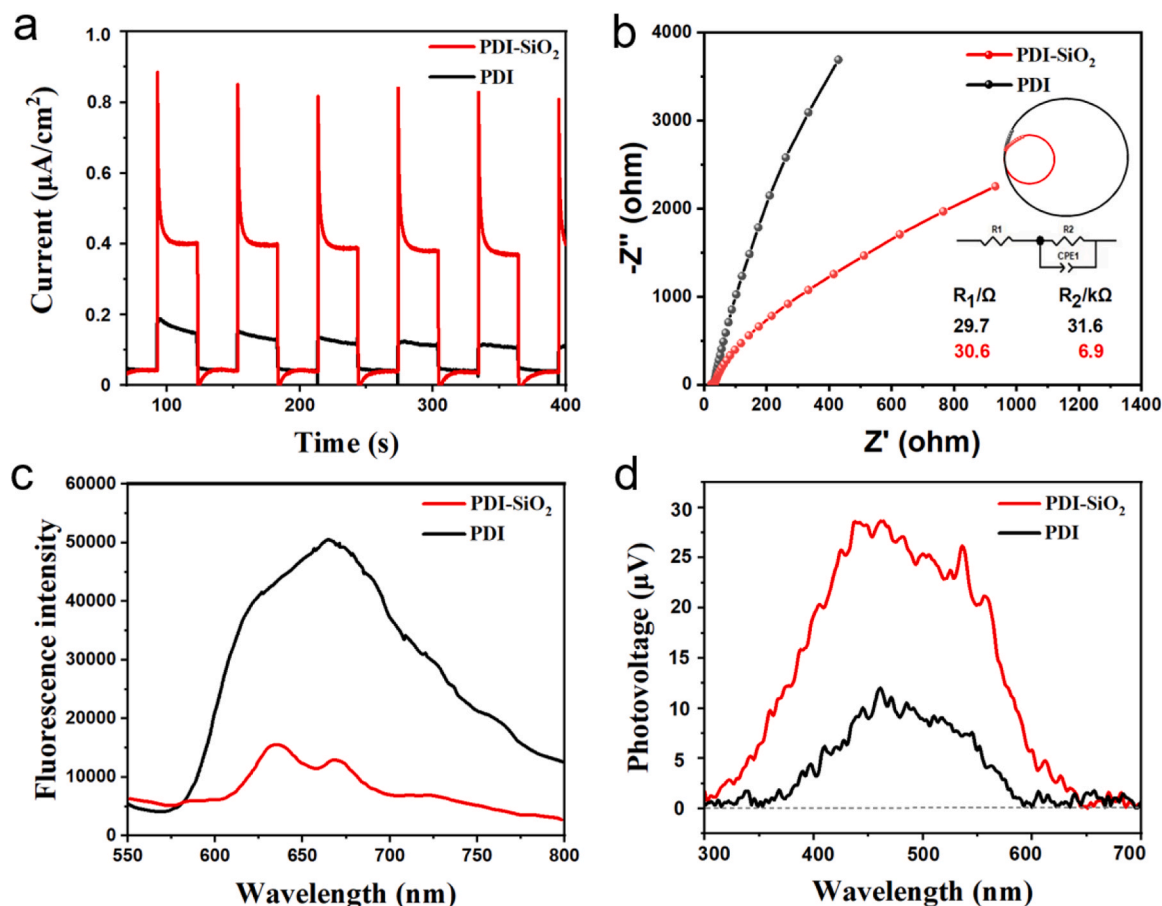 a
1.0
0.8
0.6
0.4
0.2
0.0
Current (μA/cm²)
PDI-SiO₂
PDI
100
200
300
400
Time (s)
b
4000
3000
2000
1000
0
-Z'' (ohm)
PDI-SiO₂
PDI
R1
R2
CPE1
R₁/Ω R₂/kΩ
29.7 31.6
30.6 6.9
0 200 400 600 800 1000 1200 1400
Z' (ohm)
c
60000
50000
40000
30000
20000
10000
0
Fluorescence intensity
PDI-SiO₂
PDI
550 600 650 700 750 800
Wavelength (nm)
d
30
25
20
15
10
5
0
Photovoltage (μV)
PDI-SiO₂
PDI
300 400 500 600 700
Wavelength (nm)